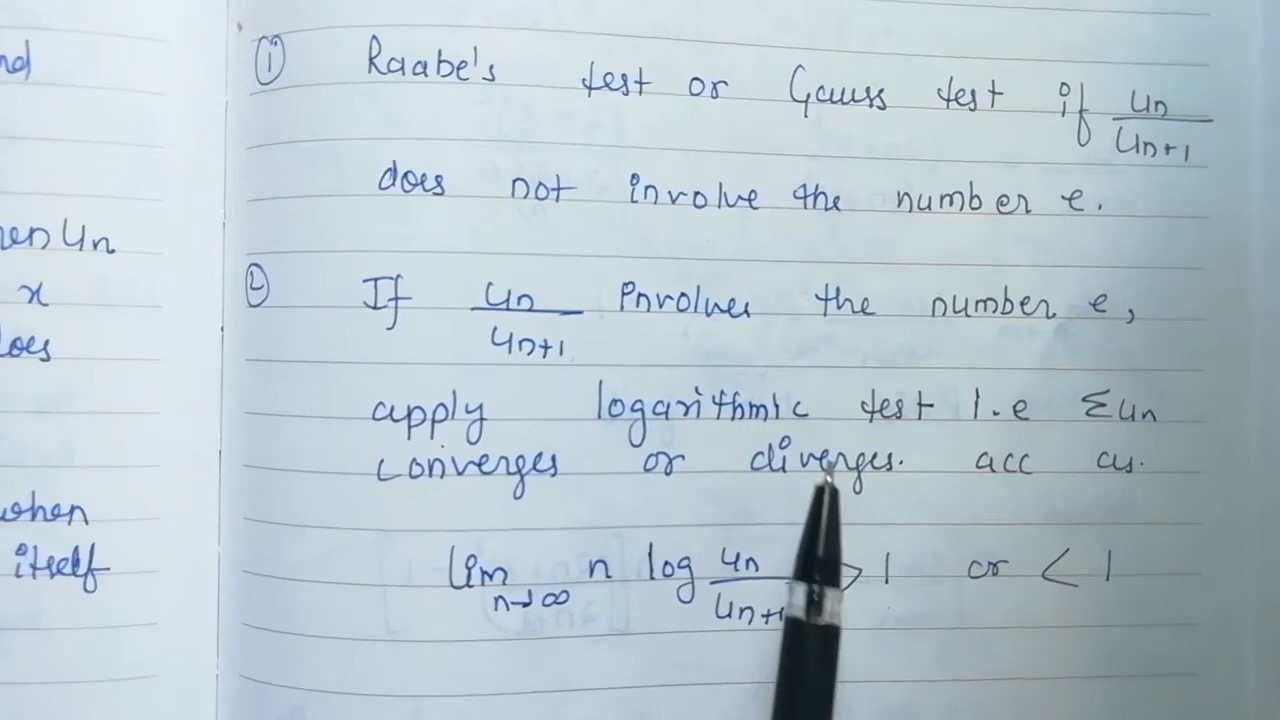 ① Raabe's test or Gauss test if un/un+1
does not involve the number e.
② If un/un+1 involves the number e,
apply logarithmic test i.e Σun
converges or diverges. acc as.
lim n→∞ n log un/un+1 > 1 or < 1
en un
x
oes
when
itself